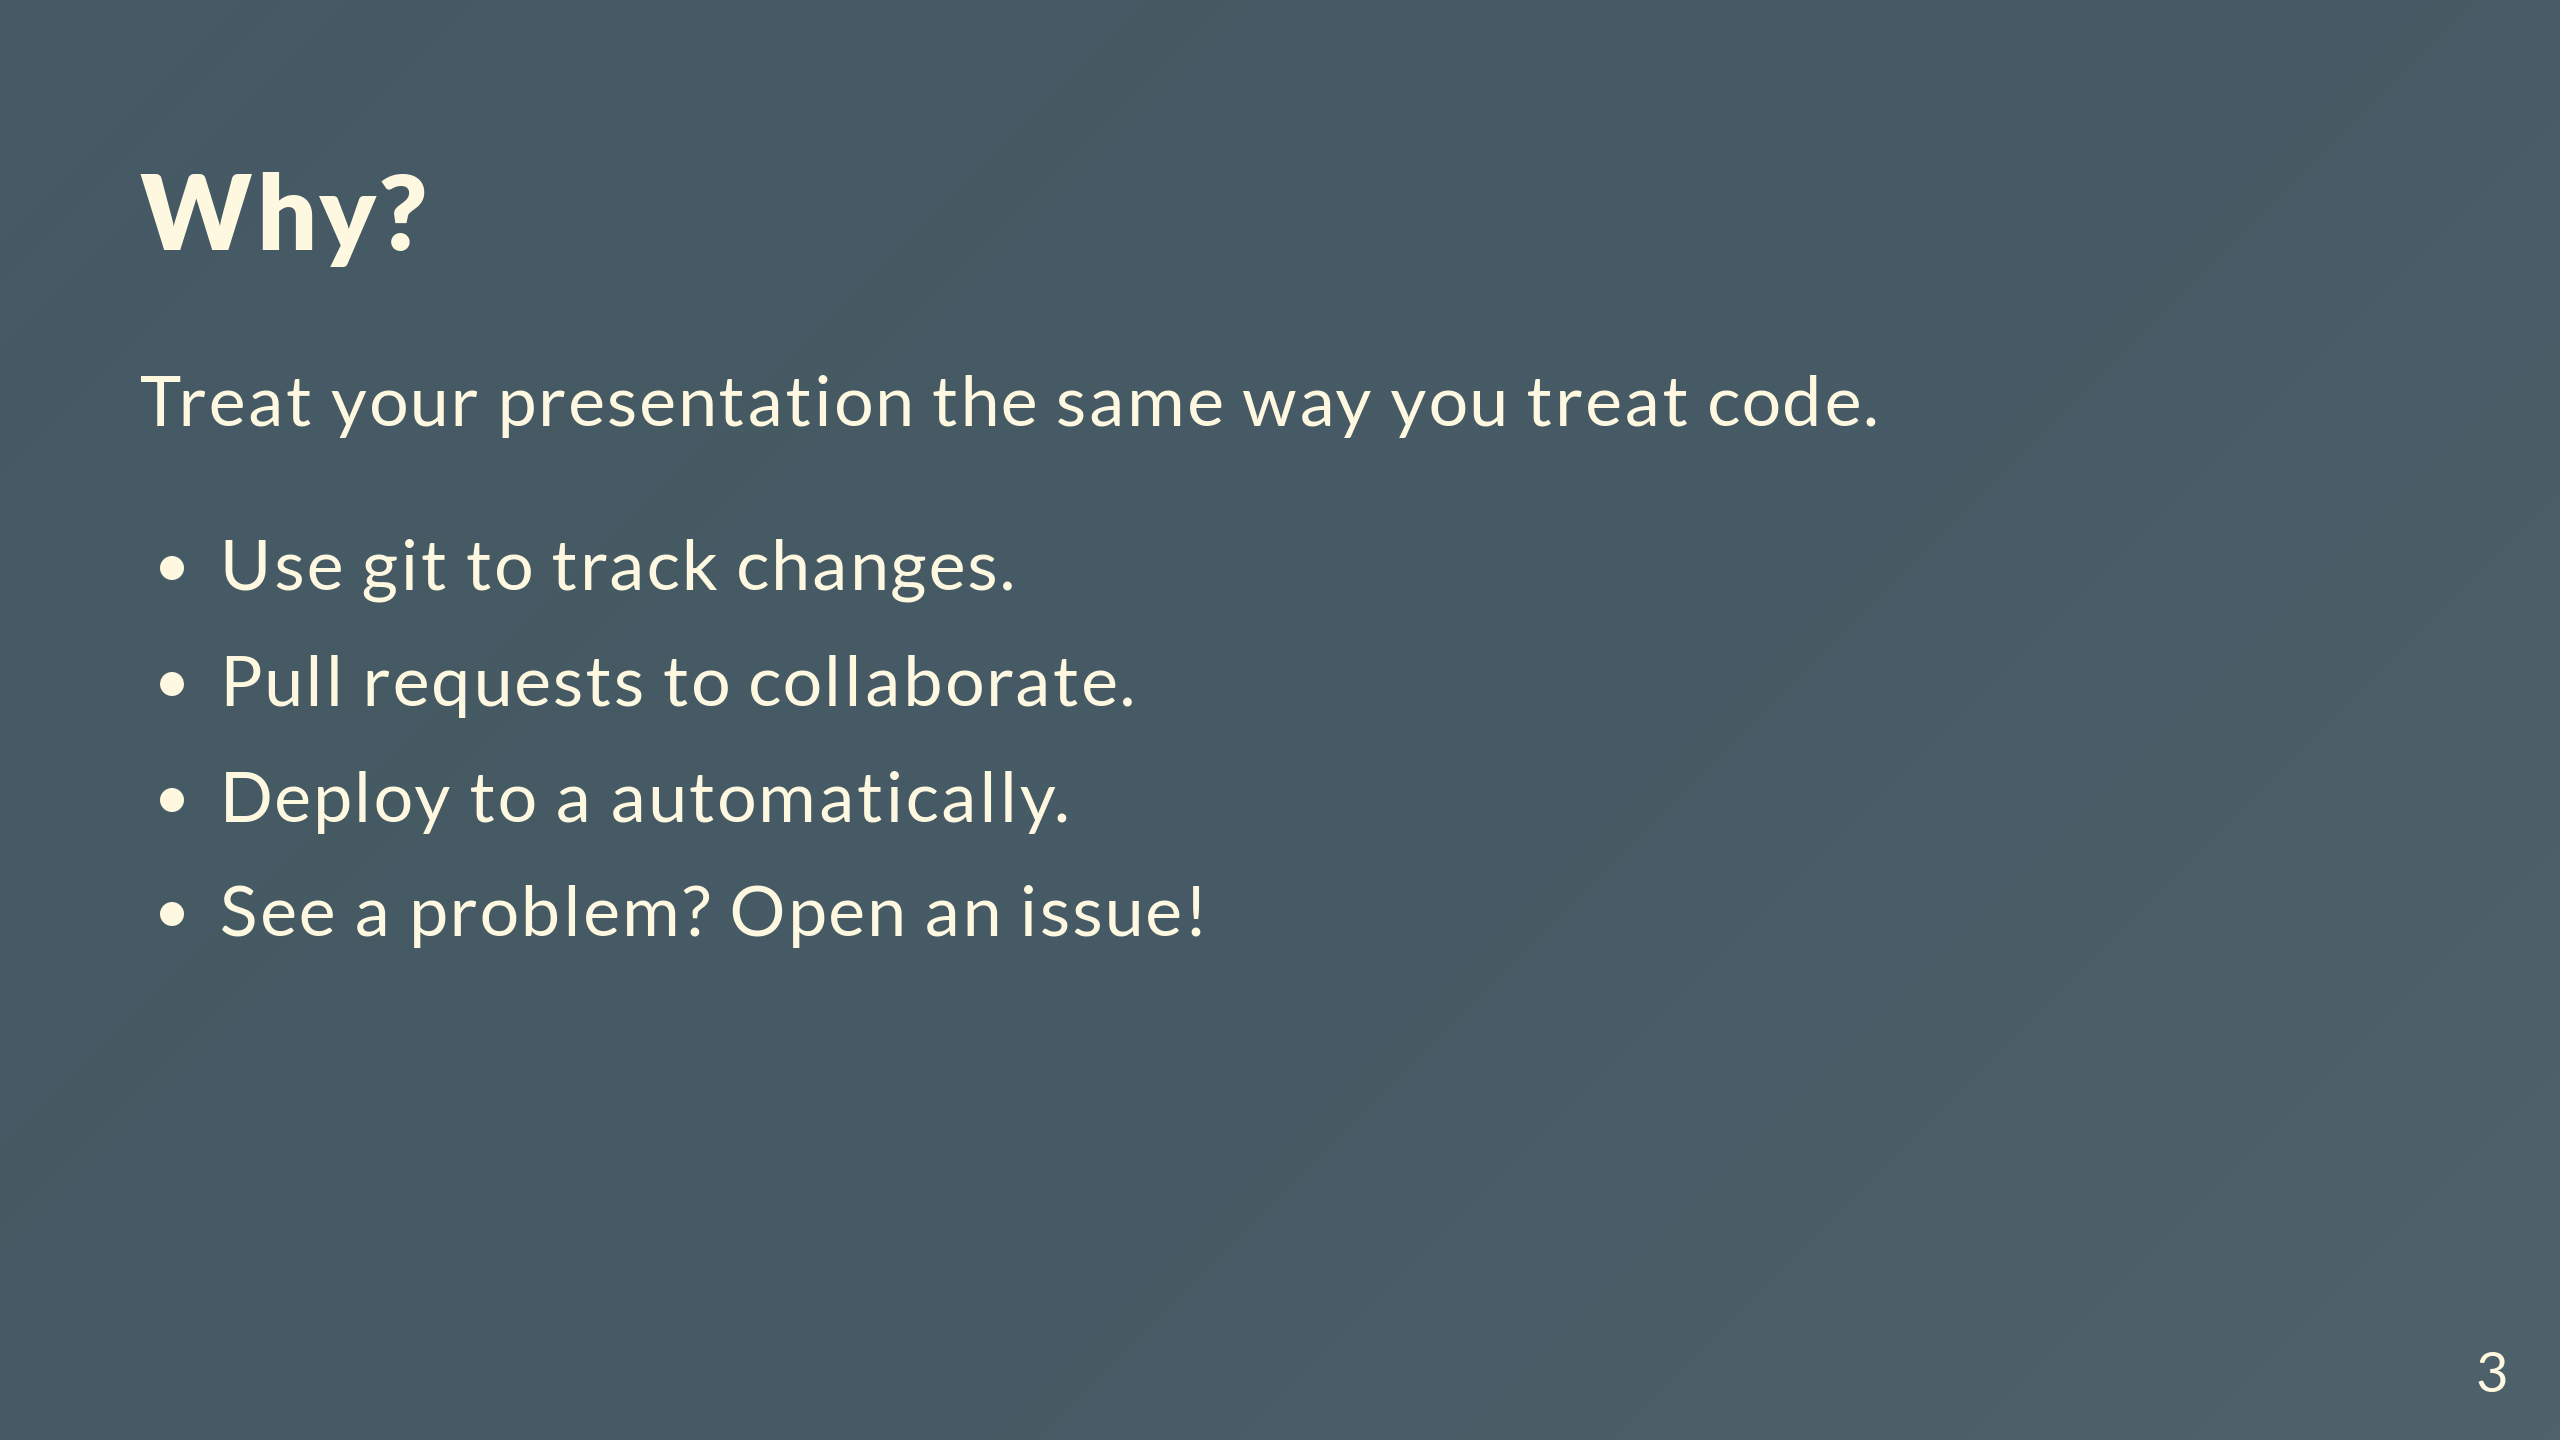 Why?
Treat your presentation the same way you treat code.
• Use git to track changes.
• Pull requests to collaborate.
• Deploy to a automatically.
• See a problem? Open an issue!
3